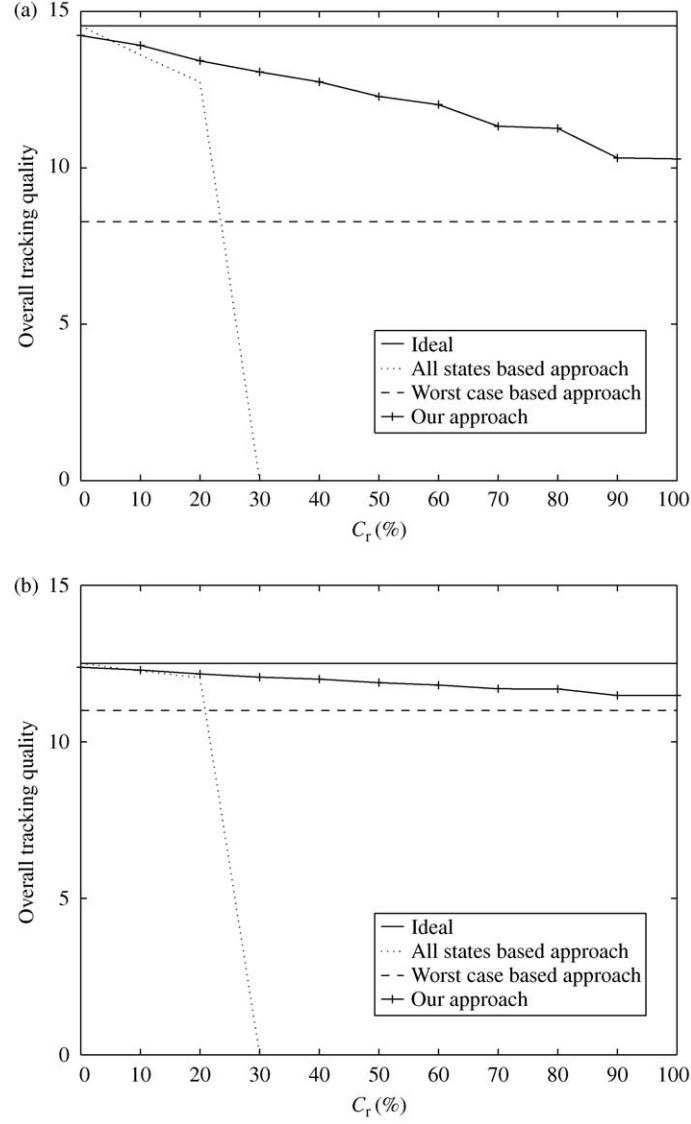 (a)
15
10
5
0
Overall tracking quality
Ideal
All states based approach
Worst case based approach
Our approach
0 10 20 30 40 50 60 70 80 90 100
Cr (%)
(b)
15
10
5
0
Overall tracking quality
Ideal
All states based approach
Worst case based approach
Our approach
0 10 20 30 40 50 60 70 80 90 100
Cr (%)